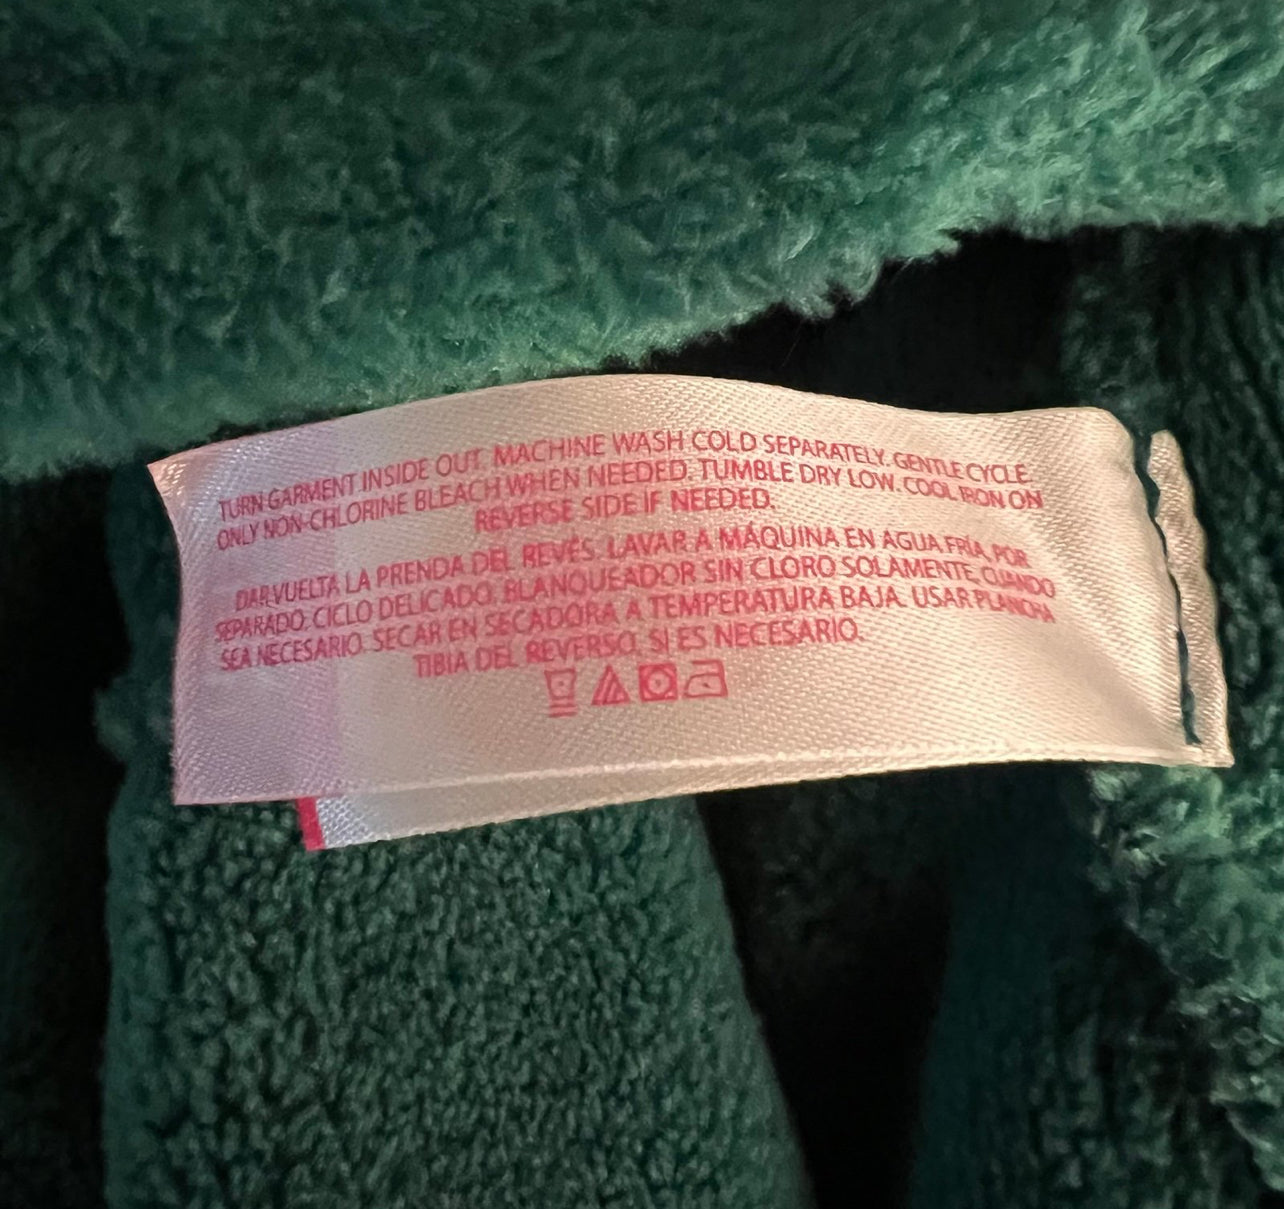 TURN GARMENT INSIDE OUT. MACHINE WASH COLD SEPARATELY. GENTLE CYCLE.
ONLY NON-CHLORINE BLEACH WHEN NEEDED. TUMBLE DRY LOW. COOL IRON ON
REVERSE SIDE IF NEEDED.
DAR VUELTA LA PRENDA DEL REVÉS. LAVAR A MÁQUINA EN AGUA FRÍA, POR
SEPARADO. CICLO DELICADO. BLANQUEADOR SIN CLORO SOLAMENTE, CUANDO
SEA NECESARIO. SECAR EN SECADORA A TEMPERATURA BAJA. USAR PLANCHA
TIBIA DEL REVERSO, SI ES NECESARIO.